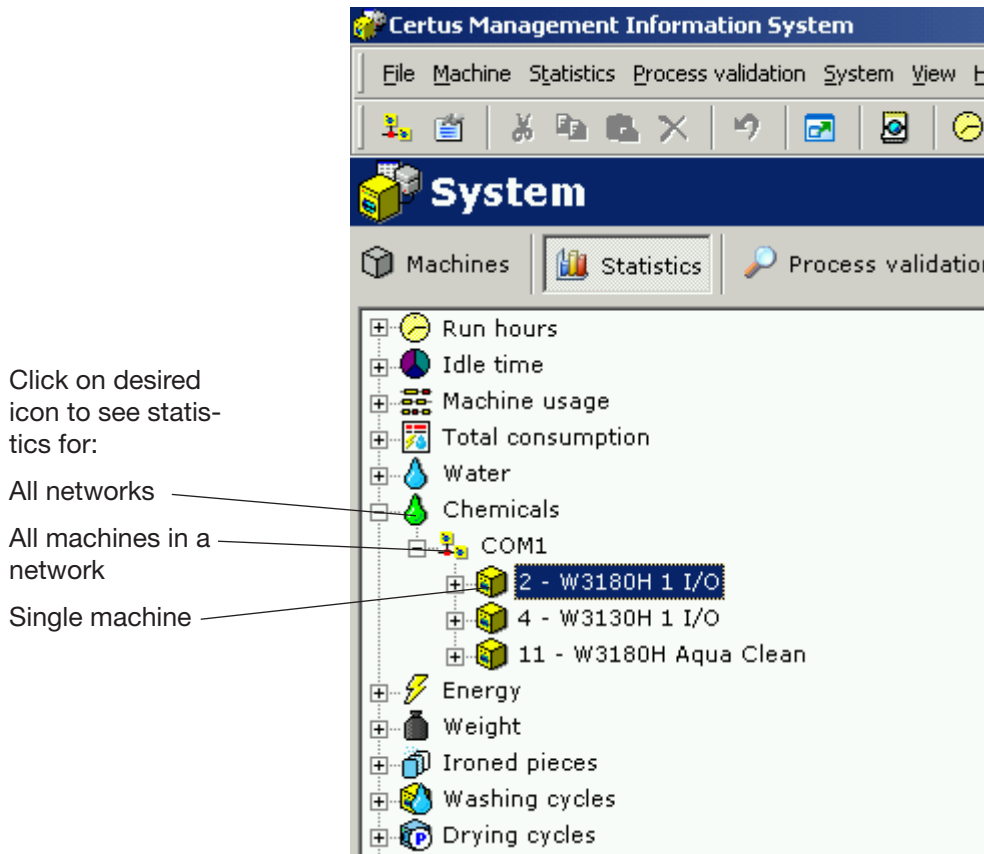 Certus Management Information System
File Machine Statistics Process validation System View H
System
Machines Statistics Process validation
Run hours
Idle time
Machine usage
Total consumption
Water
Chemicals
COM1
2 - W3180H 1 I/O
4 - W3130H 1 I/O
11 - W3180H Aqua Clean
Energy
Weight
Ironed pieces
Washing cycles
Drying cycles
Click on desired
icon to see statis-
tics for:
All networks
All machines in a
network
Single machine